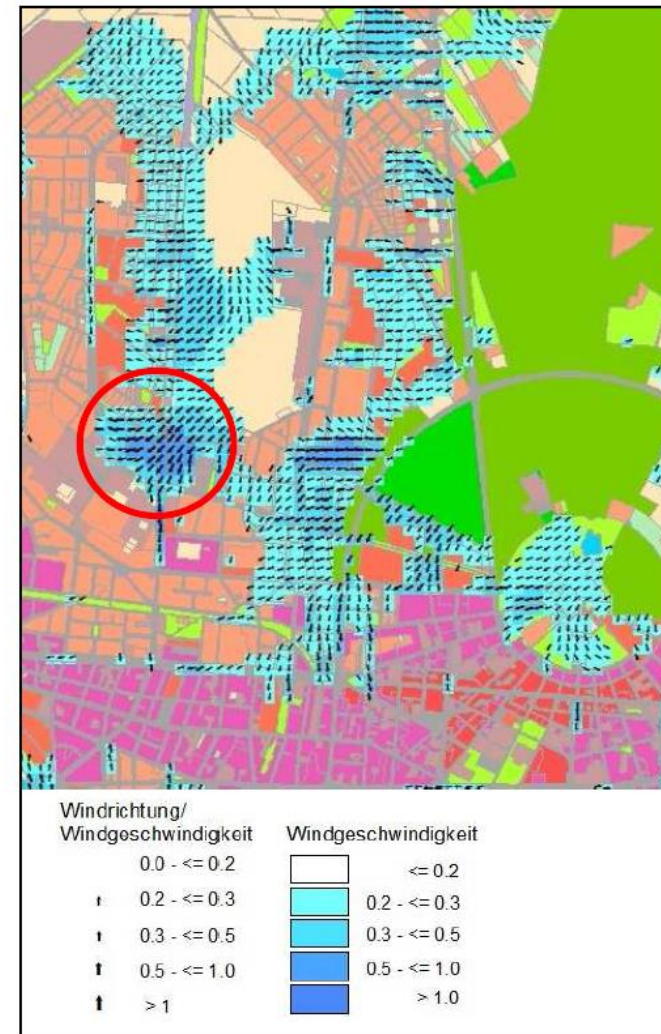 Windrichtung/
Windgeschwindigkeit
0.0 - <= 0.2
0.2 - <= 0.3
0.3 - <= 0.5
0.5 - <= 1.0
> 1
Windgeschwindigkeit
<= 0.2
0.2 - <= 0.3
0.3 - <= 0.5
0.5 - <= 1.0
> 1.0